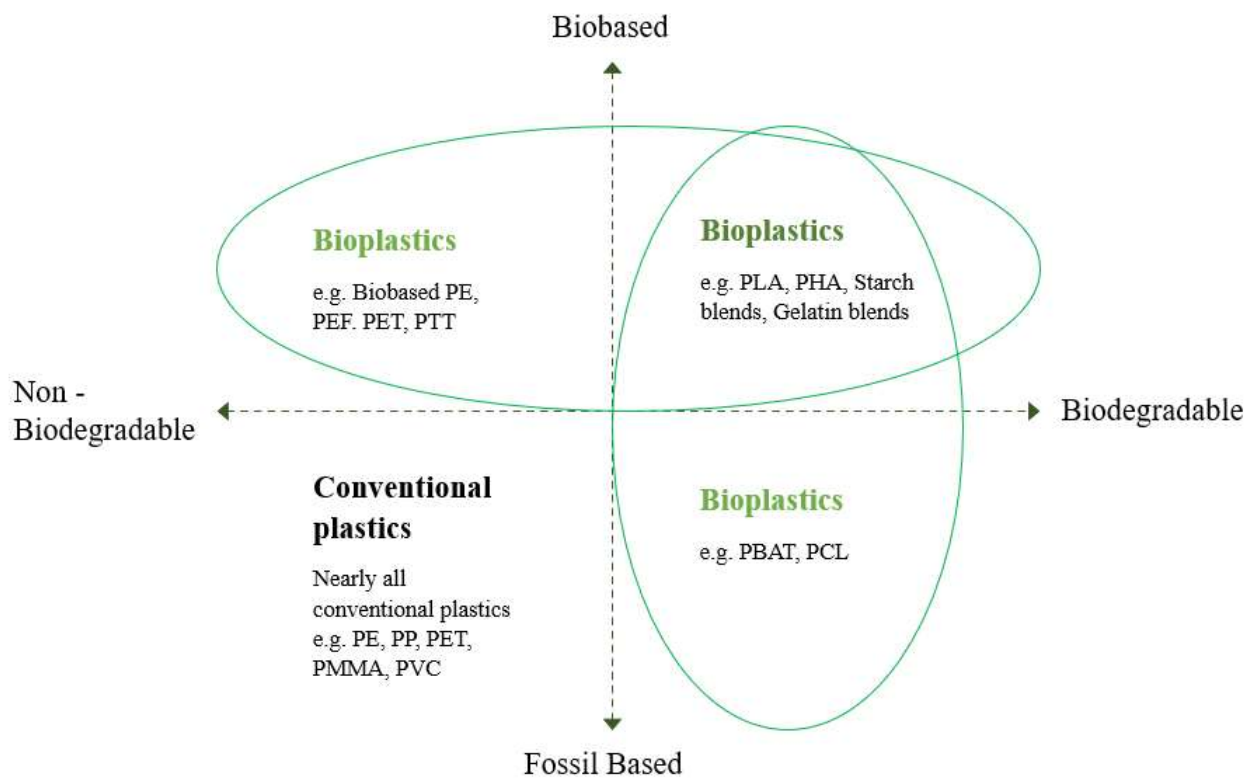 Biobased
Bioplastics
e.g. Biobased PE,
PEF. PET, PTT
Bioplastics
e.g. PLA, PHA, Starch
blends, Gelatin blends
Non -
Biodegradable
Biodegradable
Conventional
plastics
Nearly all
conventional plastics
e.g. PE, PP, PET,
PMMA, PVC
Bioplastics
e.g. PBAT, PCL
Fossil Based